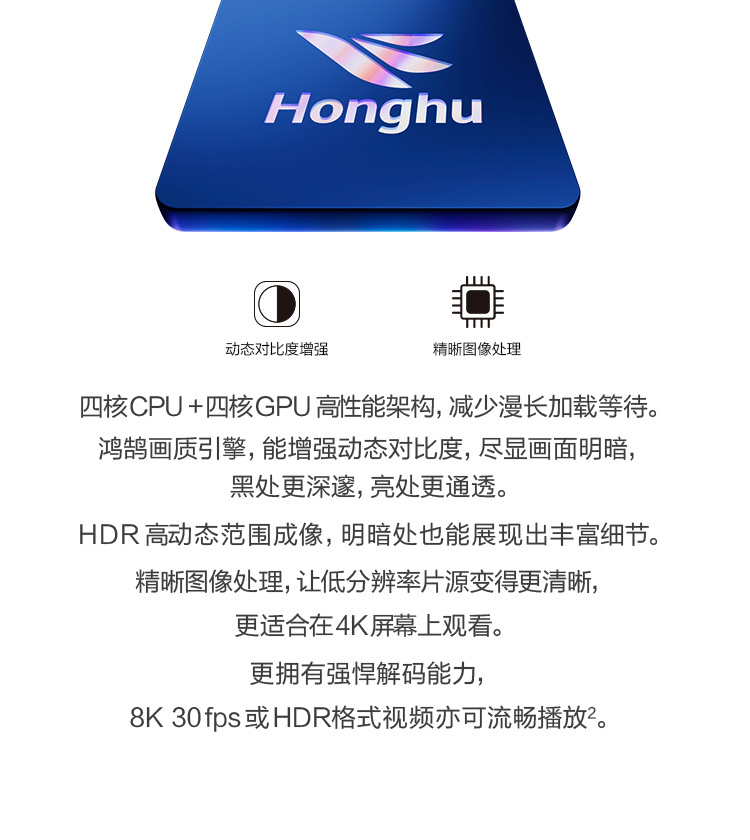 Honghu
动态对比度增强
精晰图像处理
四核CPU+四核GPU高性能架构，减少漫长加载等待。
鸿鹄画质引擎，能增强动态对比度，尽显画面明暗，
黑处更深邃，亮处更通透。
HDR高动态范围成像，明暗处也能展现出丰富细节。
精晰图像处理，让低分辨率片源变得更清晰，
更适合在4K屏幕上观看。
更拥有强悍解码能力，
8K 30fps或HDR格式视频亦可流畅播放²。